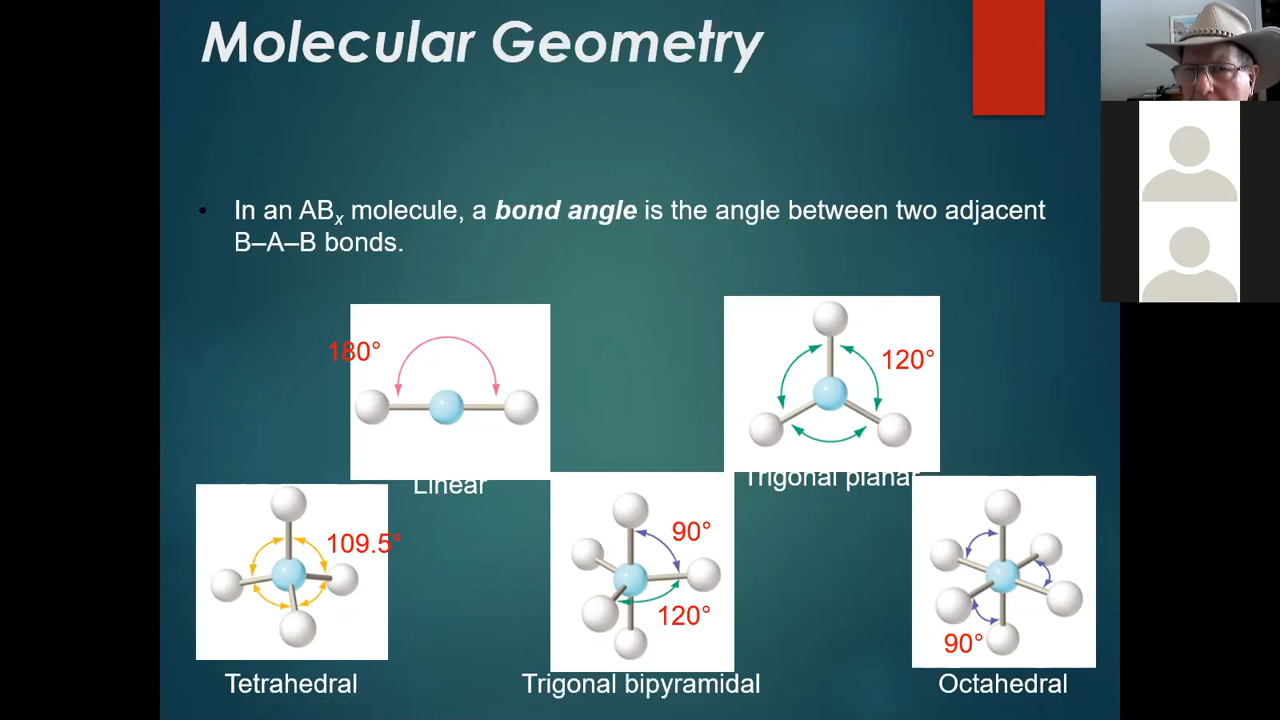 Molecular Geometry
• In an ABx molecule, a bond angle is the angle between two adjacent
B–A–B bonds.
180°
120°
Linear
Trigonal planar
109.5°
90°
120°
90°
Tetrahedral
Trigonal bipyramidal
Octahedral